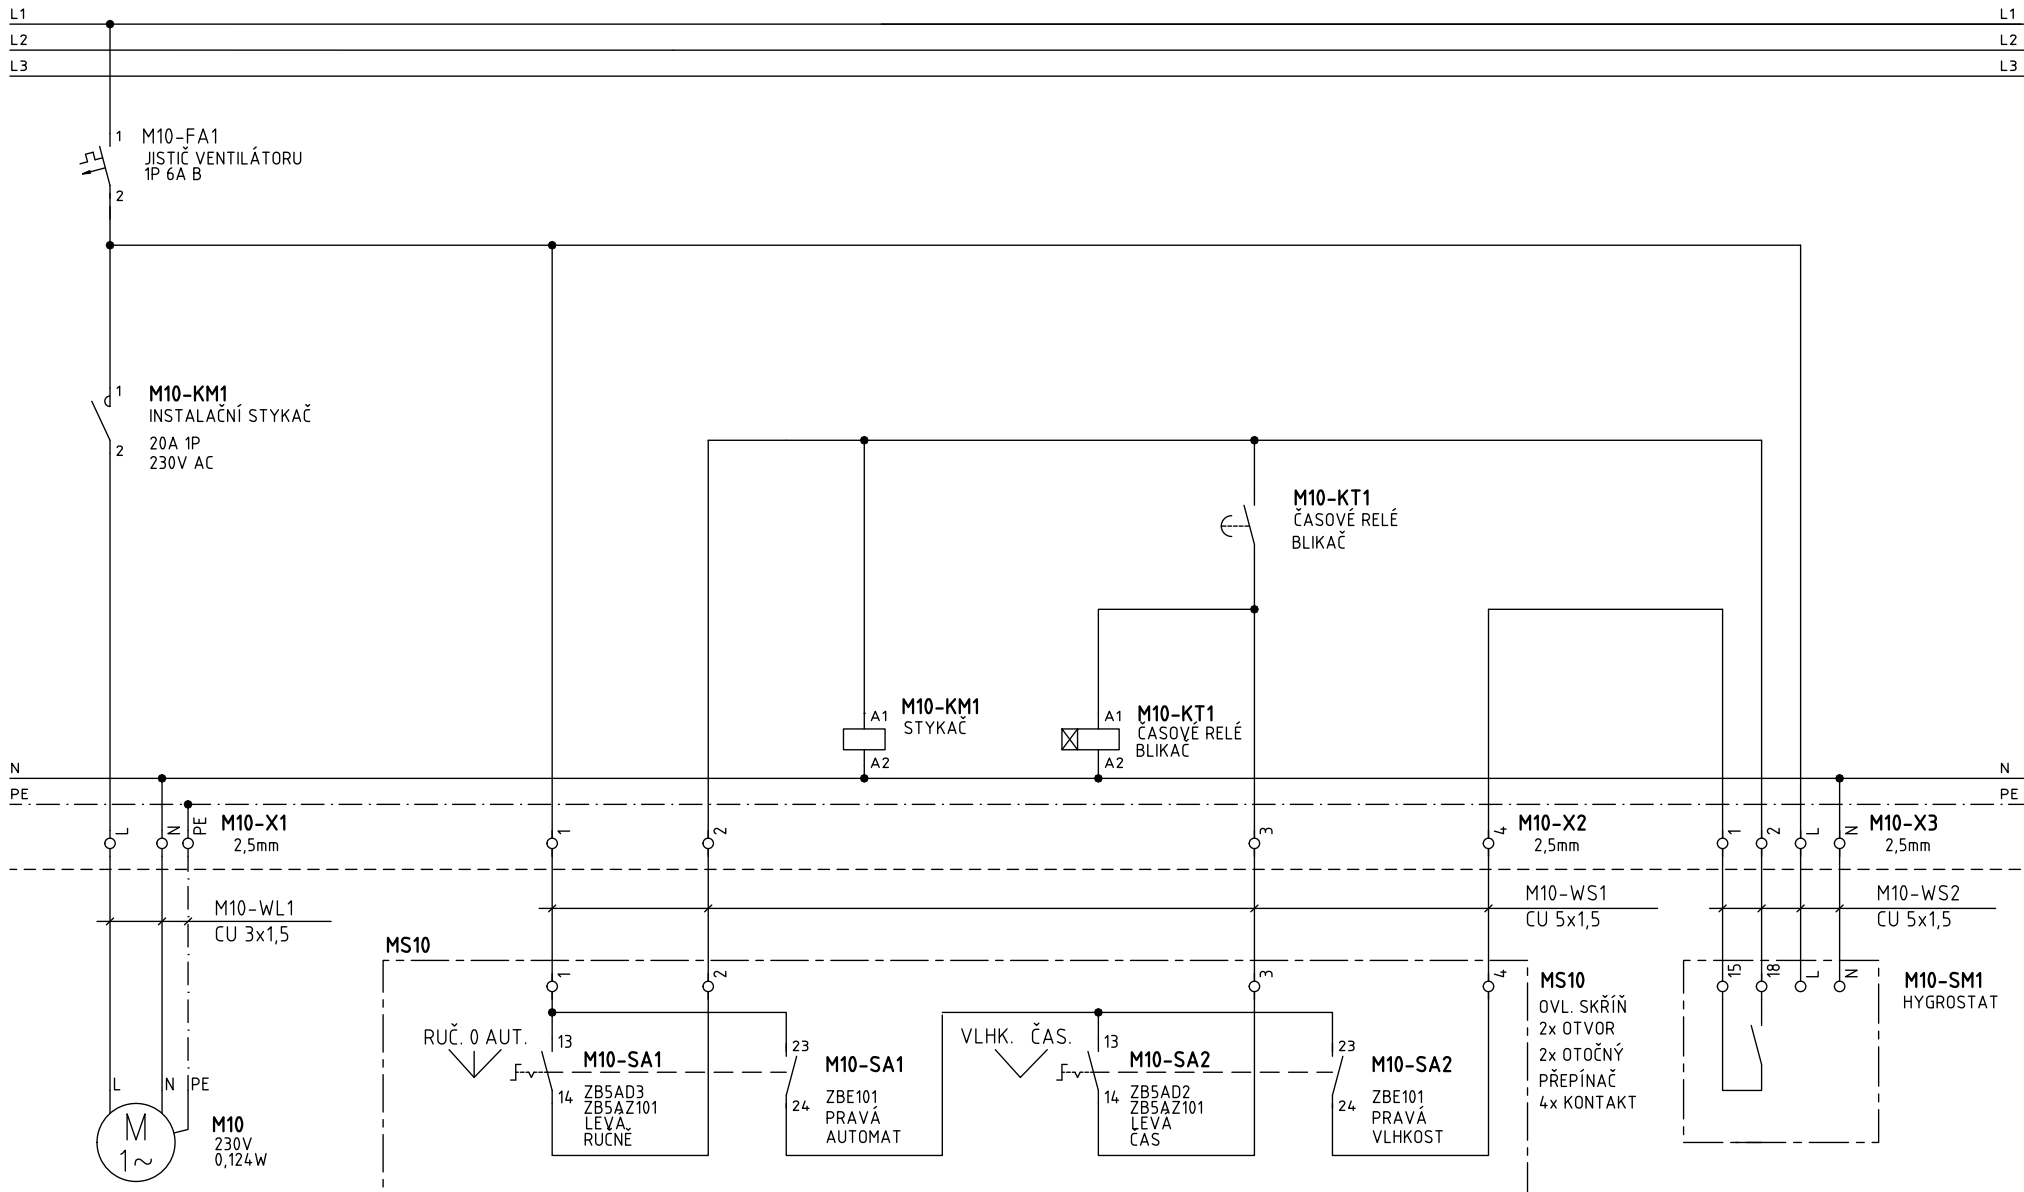 L1
L1
L2
L2
L3
L3
1
M10-FA1
JISTIČ VENTILÁTORU
1P 6A B
2
1
M10-KM1
INSTALAČNÍ STYKAČ
20A 1P
230V AC
2
M10-KT1
ČASOVÉ RELÉ
BLIKAČ
A1
M10-KM1
STYKAČ
A2
A1
M10-KT1
ČASOVÉ RELÉ
BLIKAČ
A2
N
N
PE
PE
L
N
PE
M10-X1
2,5mm
1
2
3
4
M10-X2
2,5mm
1
2
L
N
M10-X3
2,5mm
M10-WL1
CU 3x1,5
M10-WS1
CU 5x1,5
M10-WS2
CU 5x1,5
MS10
1
2
3
4
MS10
OVL. SKŘÍŇ
2x OTVOR
2x OTOČNÝ
PŘEPÍNAČ
4x KONTAKT
15
18
L
N
M10-SM1
HYGROSTAT
RUČ. 0 AUT.
13
M10-SA1
14
ZB5AD3
ZB5AZ101
LEVÁ
RUČNĚ
23
M10-SA1
24
ZBE101
PRAVÁ
AUTOMAT
VLHK. ČAS.
13
M10-SA2
14
ZB5AD2
ZB5AZ101
LEVÁ
ČAS
23
M10-SA2
24
ZBE101
PRAVÁ
VLHKOST
L
N
PE
M
1~
M10
230V
0,124W